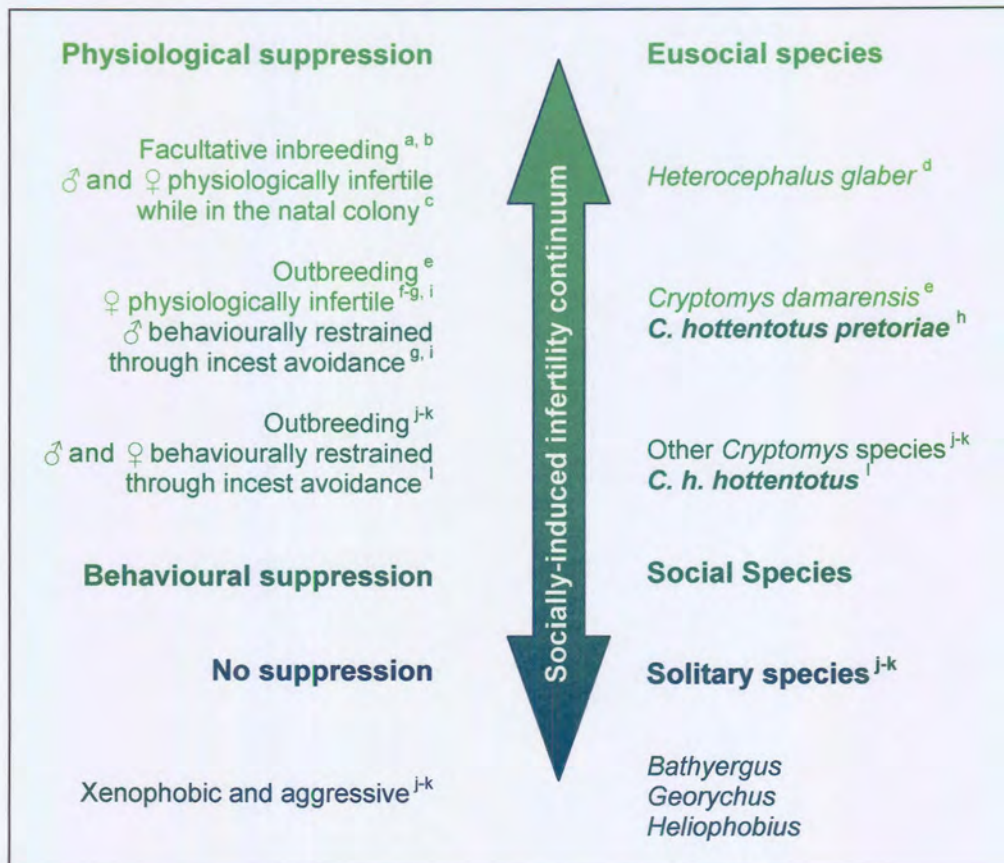 Physiological suppression
Eusocial species
Facultative inbreeding a, b
♂ and ♀ physiologically infertile
while in the natal colony c
Heterocephalus glaber d
Outbreeding e
♀ physiologically infertile f-g, i
♂ behaviourally restrained
through incest avoidance g, i
Cryptomys damarensis e
C. hottentotus pretoriae h
Outbreeding j-k
♂ and ♀ behaviourally restrained
through incest avoidance l
Other Cryptomys species j-k
C. h. hottentotus l
Behavioural suppression
Social Species
No suppression
Solitary species j-k
Xenophobic and aggressive j-k
Bathyergus
Georychus
Heliophobius
Socially-induced infertility continuum